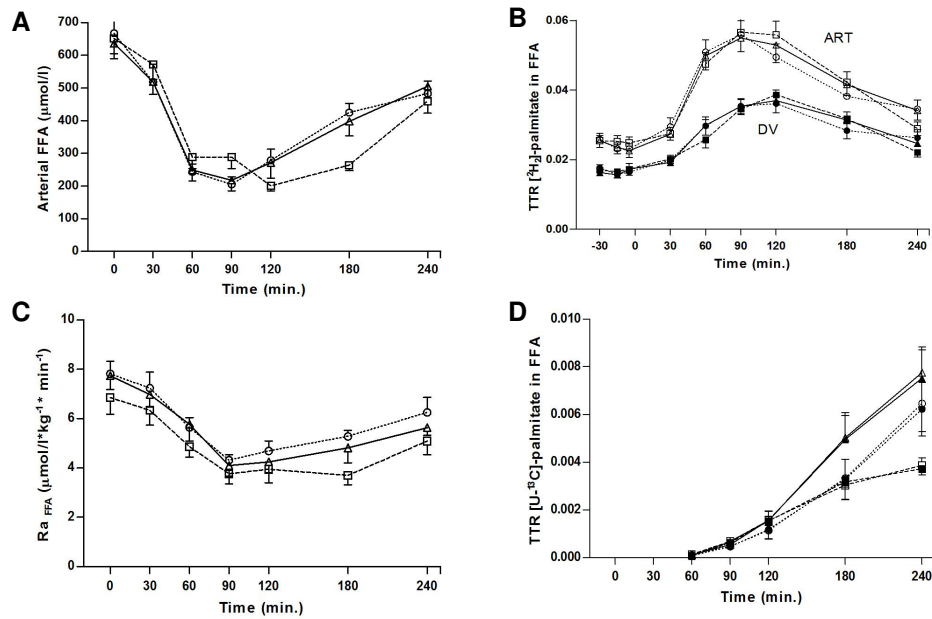 A
700
600
500
400
300
200
100
0
Arterial FFA (μmol/l)
0 30 60 90 120 180 240
Time (min.)
B
0.06
0.04
0.02
0.00
TTR [²H₂]-palmitate in FFA
ART
DV
-30 0 30 60 90 120 180 240
Time (min.)
C
10
8
6
4
2
0
Ra FFA (μmol/l*kg⁻¹* min⁻¹)
0 30 60 90 120 180 240
Time (min.)
D
0.010
0.008
0.006
0.004
0.002
0.000
TTR [U-¹³C]-palmitate in FFA
0 30 60 90 120 180 240
Time (min.)